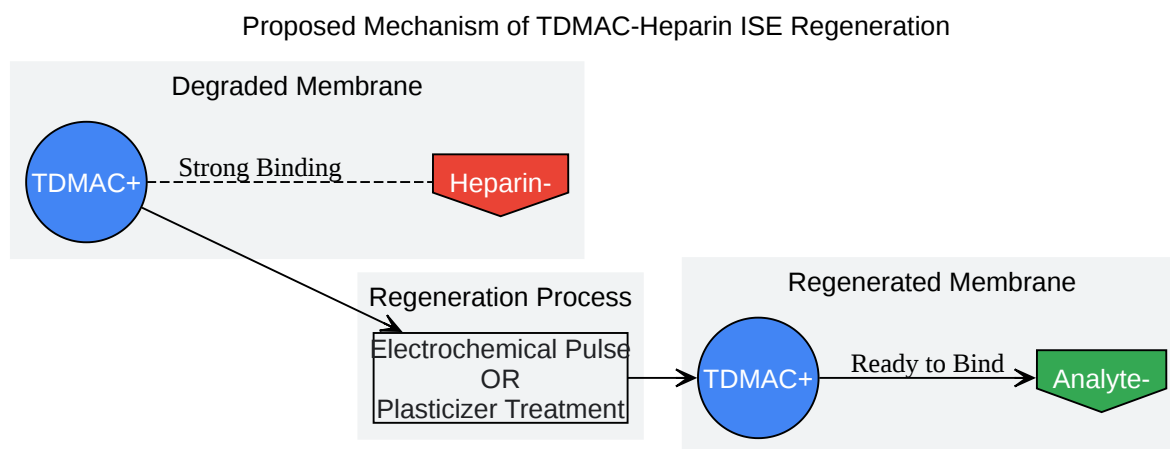 Proposed Mechanism of TDMAC-Heparin ISE Regeneration
Degraded Membrane
TDMAC+
Strong Binding
Heparin-
Regeneration Process
Electrochemical Pulse
OR
Plasticizer Treatment
Regenerated Membrane
TDMAC+
Ready to Bind
Analyte-